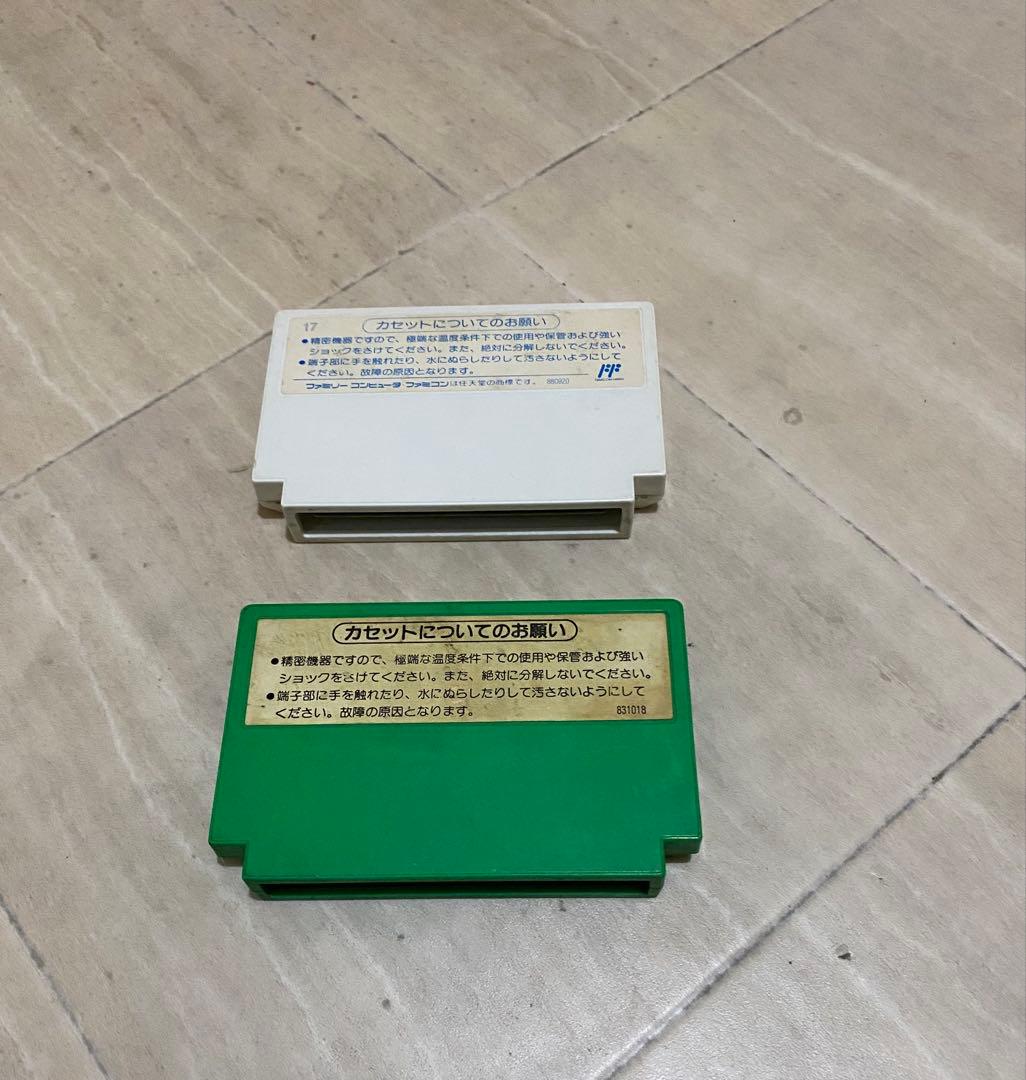 17
カセットについてのお願い
●精密機器ですので、極端な温度条件下での使用や保管および強い
ショックをさけてください。また、絶対に分解しないでください。
●端子部に手を触れたり、水にぬらしたりして汚さないようにして
ください。故障の原因となります。
ファミリーコンピュータ・ファミコンは任天堂の商標です。 880920
カセットについてのお願い
●精密機器ですので、極端な温度条件下での使用や保管および強い
ショックをさけてください。また、絶対に分解しないでください。
●端子部に手を触れたり、水にぬらしたりして汚さないようにして
ください。故障の原因となります。
831018